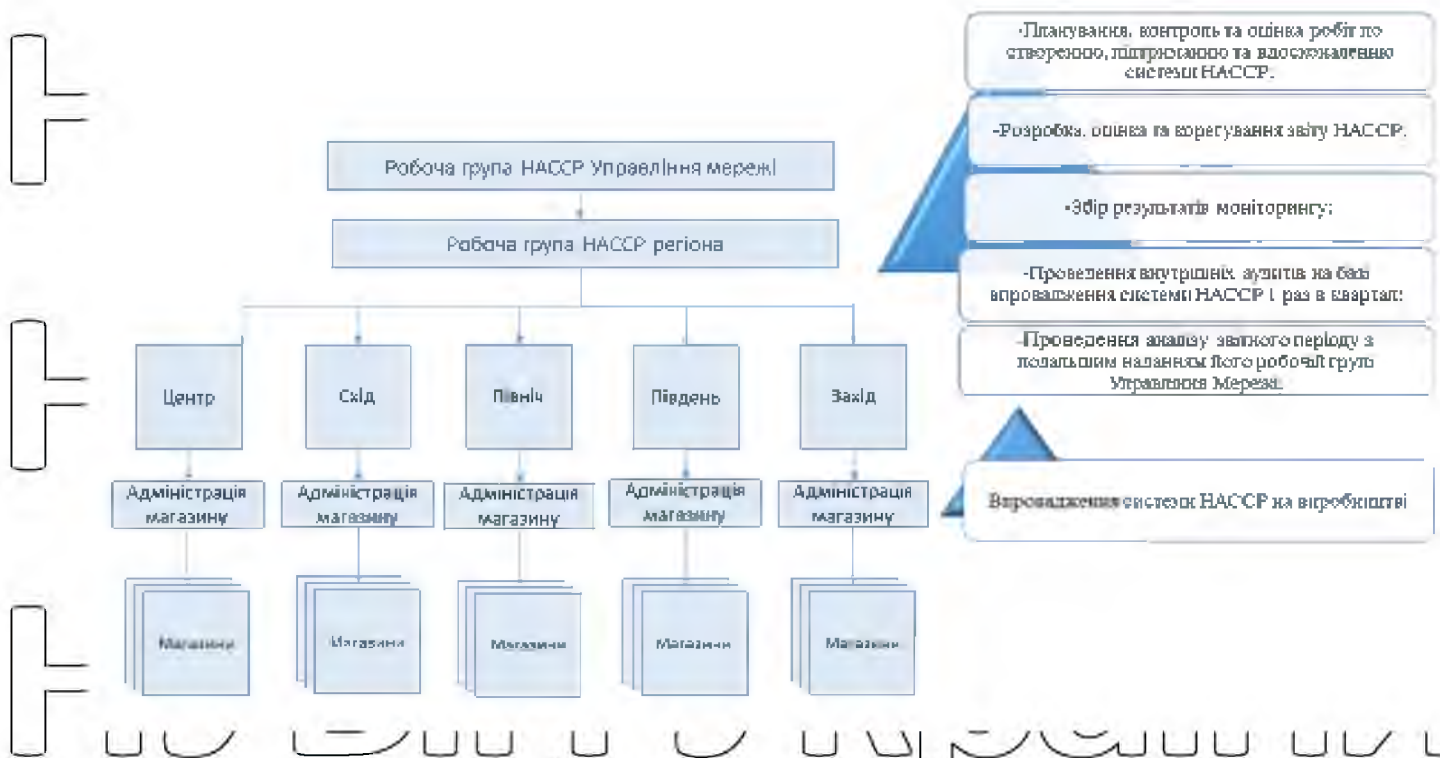 Робоча група НАССР Управління мережі
Робоча група НАССР регіона
Центр
Схід
Північ
Південь
Захід
Адміністрація
магазину
Адміністрація
магазину
Адміністрація
магазину
Адміністрація
магазину
Адміністрація
магазину
Магазини
Магазини
Магазини
Магазини
Магазини
-Планування, контроль та оцінка робіт по
створенню, підтриманню та вдосконаленню
системи НАССР.
-Розробка, оцінка та корегування звіту НАССР.
-Збір результатів моніторингу;
-Проведення внутрішніх аудитів на базі
впровадження системи НАССР 1 раз в квартал;
-Проведення аналізу звітного періоду з
подальшим наданням його робочій групі
Управління Мережі.
Впровадження системи НАССР на виробництві